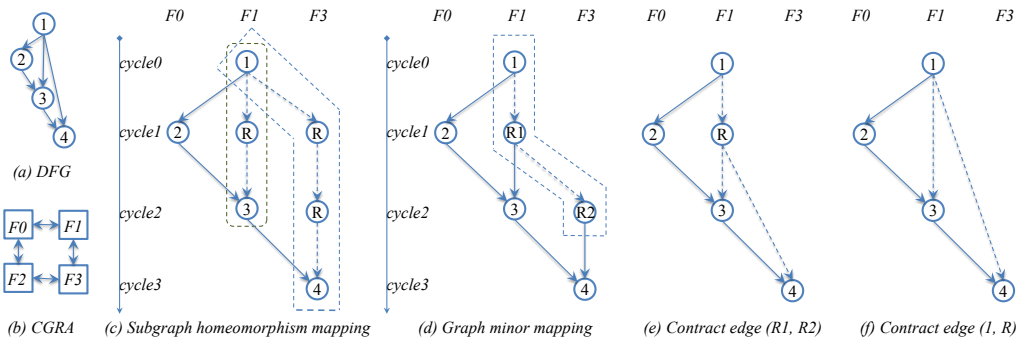 F0 F1 F3 F0 F1 F3 F0 F1 F3 F0 F1 F3
1
2
3
4
(a) DFG
F0 F1
F2 F3
(b) CGRA
cycle0
cycle1
cycle2
cycle3
1
2 R R
3 R
4
(c) Subgraph homeomorphism mapping
cycle0
cycle1
cycle2
cycle3
1
2 R1
3 R2
4
(d) Graph minor mapping
1
2 R
3
4
(e) Contract edge (R1, R2)
1
2
3
4
(f) Contract edge (1, R)